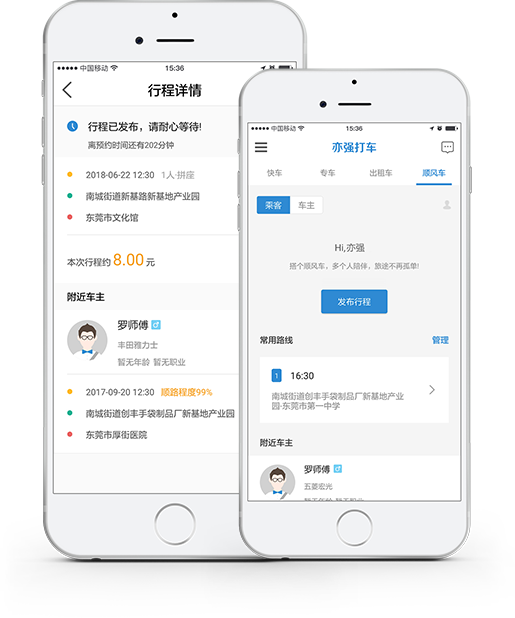 中国移动 15:36
行程详情
行程已发布，请耐心等待!
离预约时间还有202分钟
2018-06-22 12:30 1人-拼座
南城街道新基路新基地产业园
东莞市文化馆
本次行程约8.00元
附近车主
罗师傅
丰田雅力士
暂无年龄 暂无职业
2017-09-20 12:30 顺路程度99%
南城街道创丰手袋制品厂新基地产业园
东莞市厚街医院
中国移动 15:36
亦强打车
快车 专车 出租车 顺风车
乘客 车主
Hi,亦强
搭个顺风车，多个人陪伴，旅途不再孤单!
发布行程
常用路线 管理
1 16:30
南城街道创丰手袋制品厂新基地产业
园-东莞市第一中学
附近车主
罗师傅
五菱宏光
暂无年龄 暂无职业